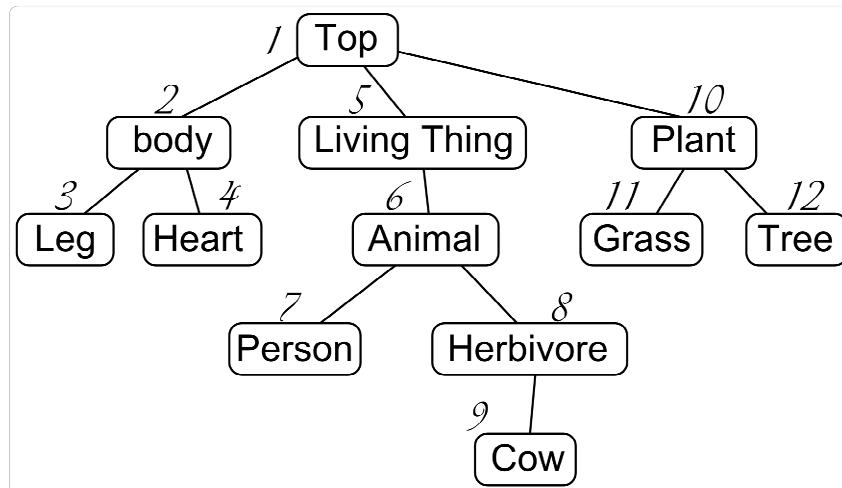 1 Top
2 5 10
body Living Thing Plant
3 4 6 11 12
Leg Heart Animal Grass Tree
7 8
Person Herbivore
9
Cow